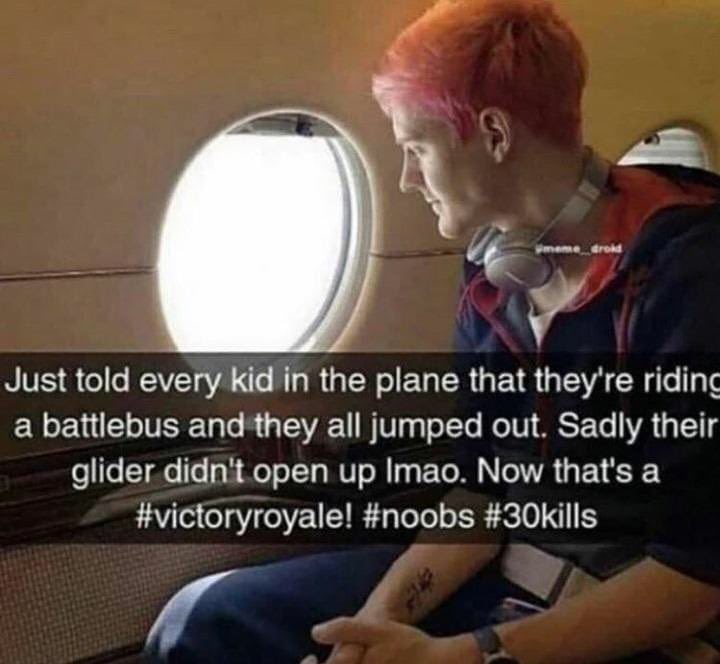 @meme_droid
Just told every kid in the plane that they're riding
a battlebus and they all jumped out. Sadly their
glider didn't open up lmao. Now that's a
#victoryroyale! #noobs #30kills